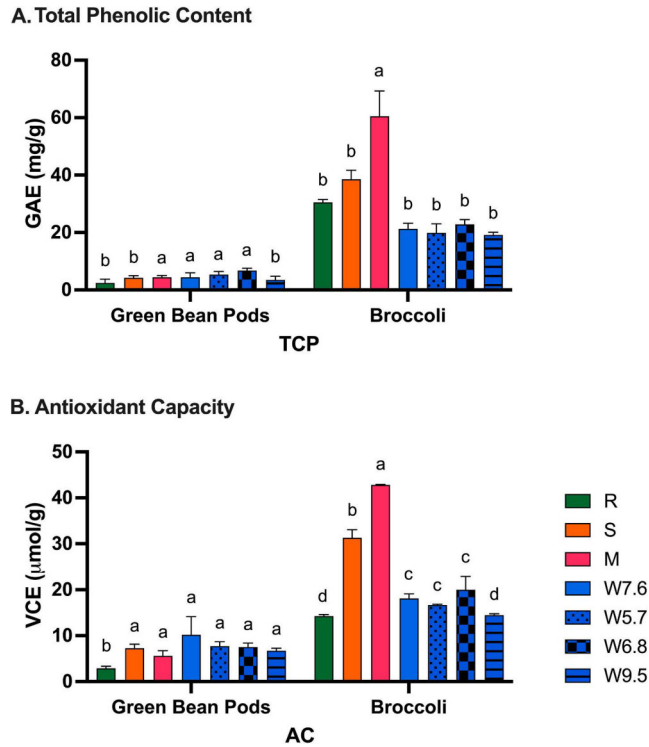 A. Total Phenolic Content
GAE (mg/g)
80
60
40
20
0
b b a a a a b
b b a b b b b
Green Bean Pods Broccoli
TCP
B. Antioxidant Capacity
VCE (μmol/g)
50
40
30
20
10
0
b a a a a a a
d b a c c c d
Green Bean Pods Broccoli
AC
R
S
M
W7.6
W5.7
W6.8
W9.5